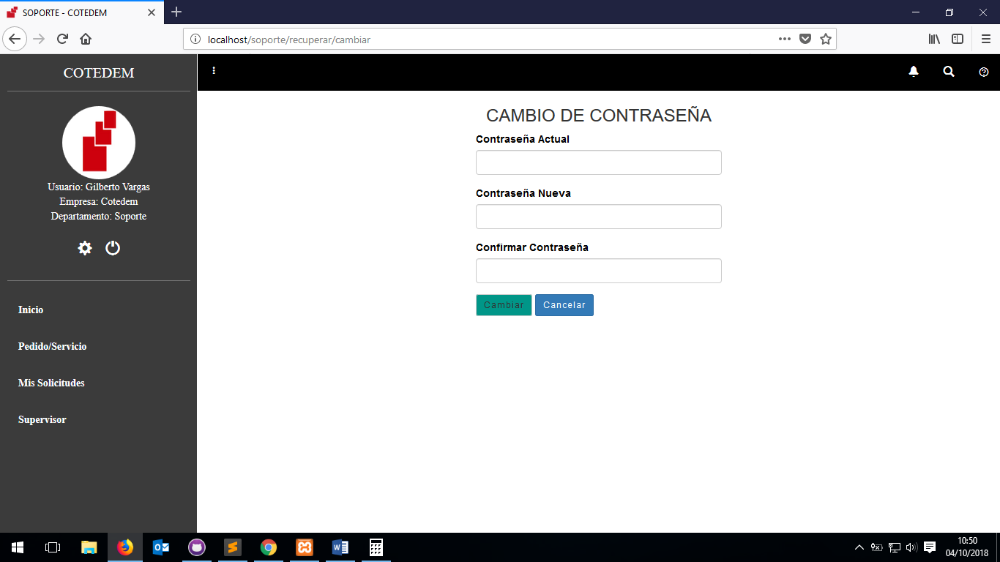 SOPORTE - COTEDEM
localhost/soporte/recuperar/cambiar
COTEDEM
Usuario: Gilberto Vargas
Empresa: Cotedem
Departamento: Soporte
Inicio
Pedido/Servicio
Mis Solicitudes
Supervisor
CAMBIO DE CONTRASEÑA
Contraseña Actual
Contraseña Nueva
Confirmar Contraseña
Cambiar Cancelar
10:50
04/10/2018